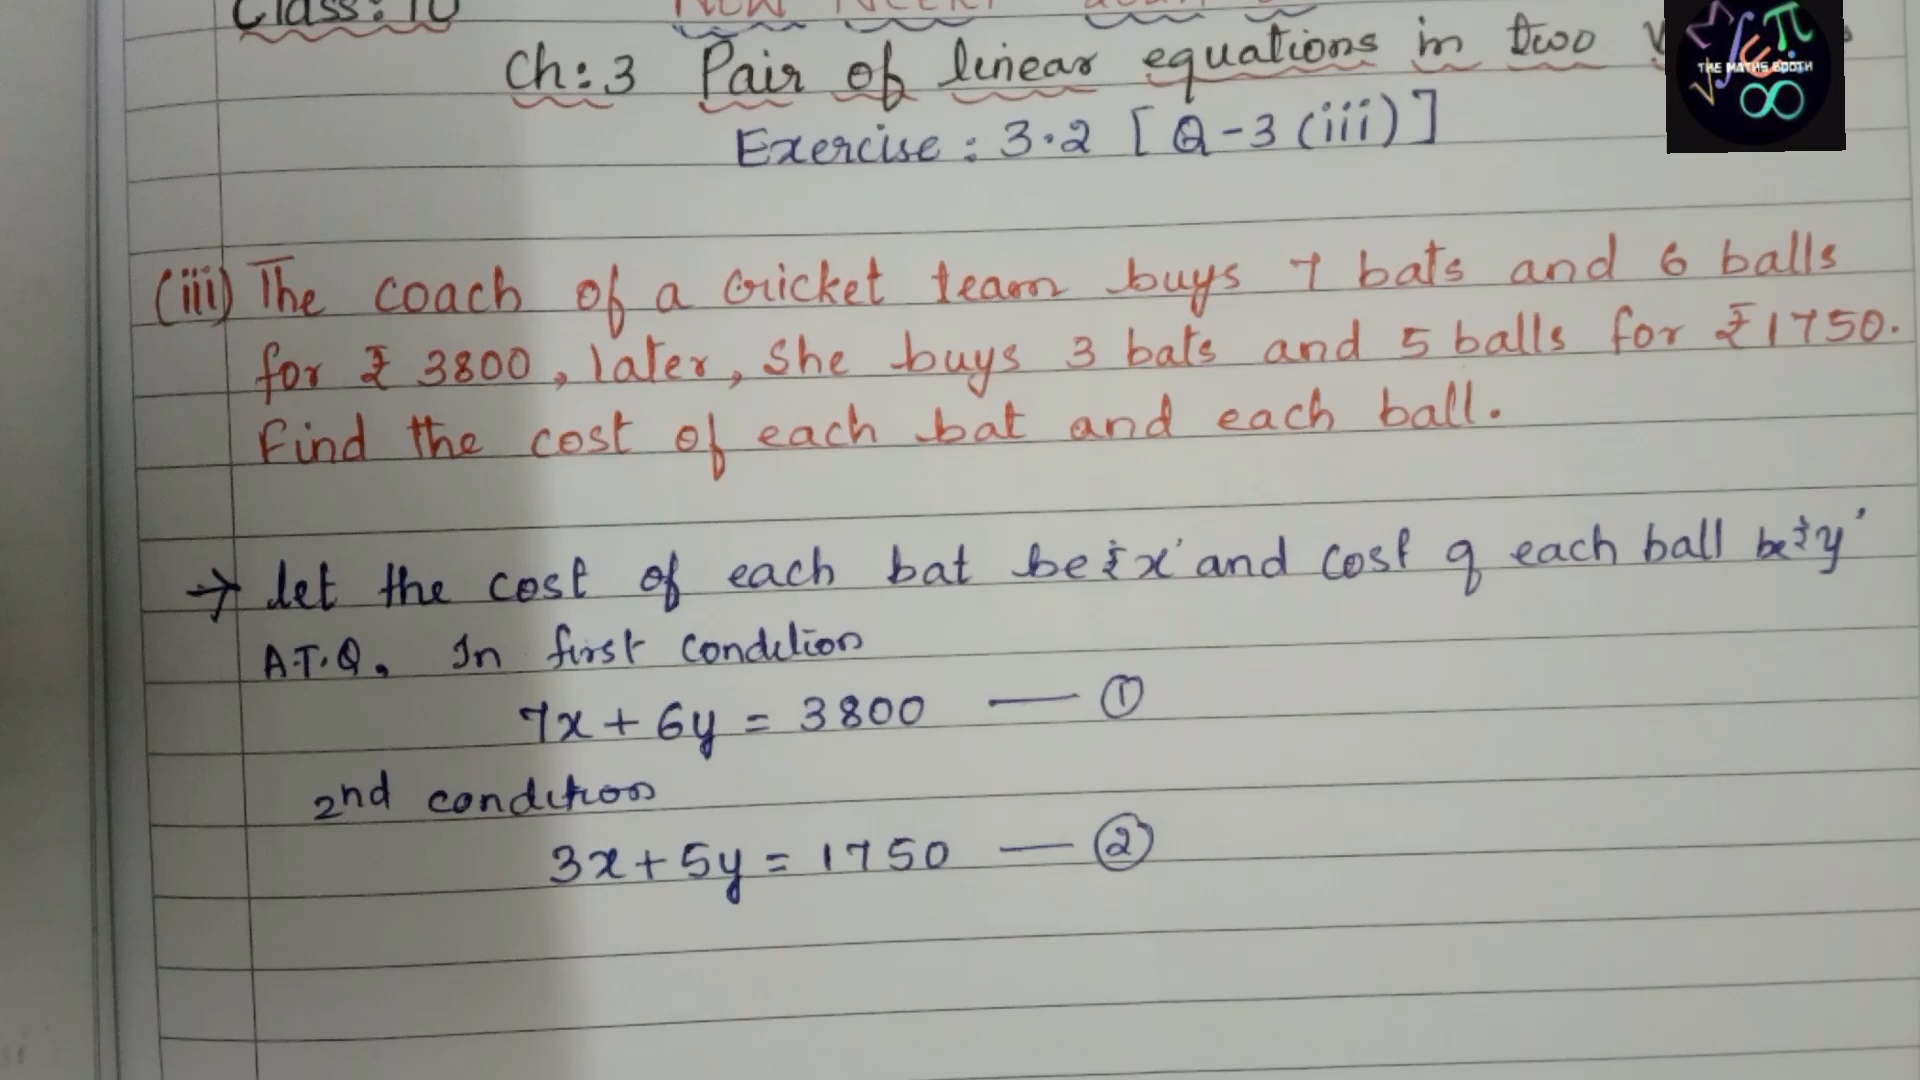 Class: 10
Ch: 3 Pair of linear equations in two
THE MATHS BOOTH
Exercise: 3.2 [Q-3 (iii)]
(iii) The coach of a cricket team buys 7 bats and 6 balls
for ₹ 3800, later, She buys 3 bats and 5 balls for ₹1750.
Find the cost of each bat and each ball.
→ let the cost of each bat be ₹ x' and cost of each ball be ₹ y'
A.T.Q, In first condition
7x + 6y = 3800 — ①
2nd condition
3x + 5y = 1750 — ②